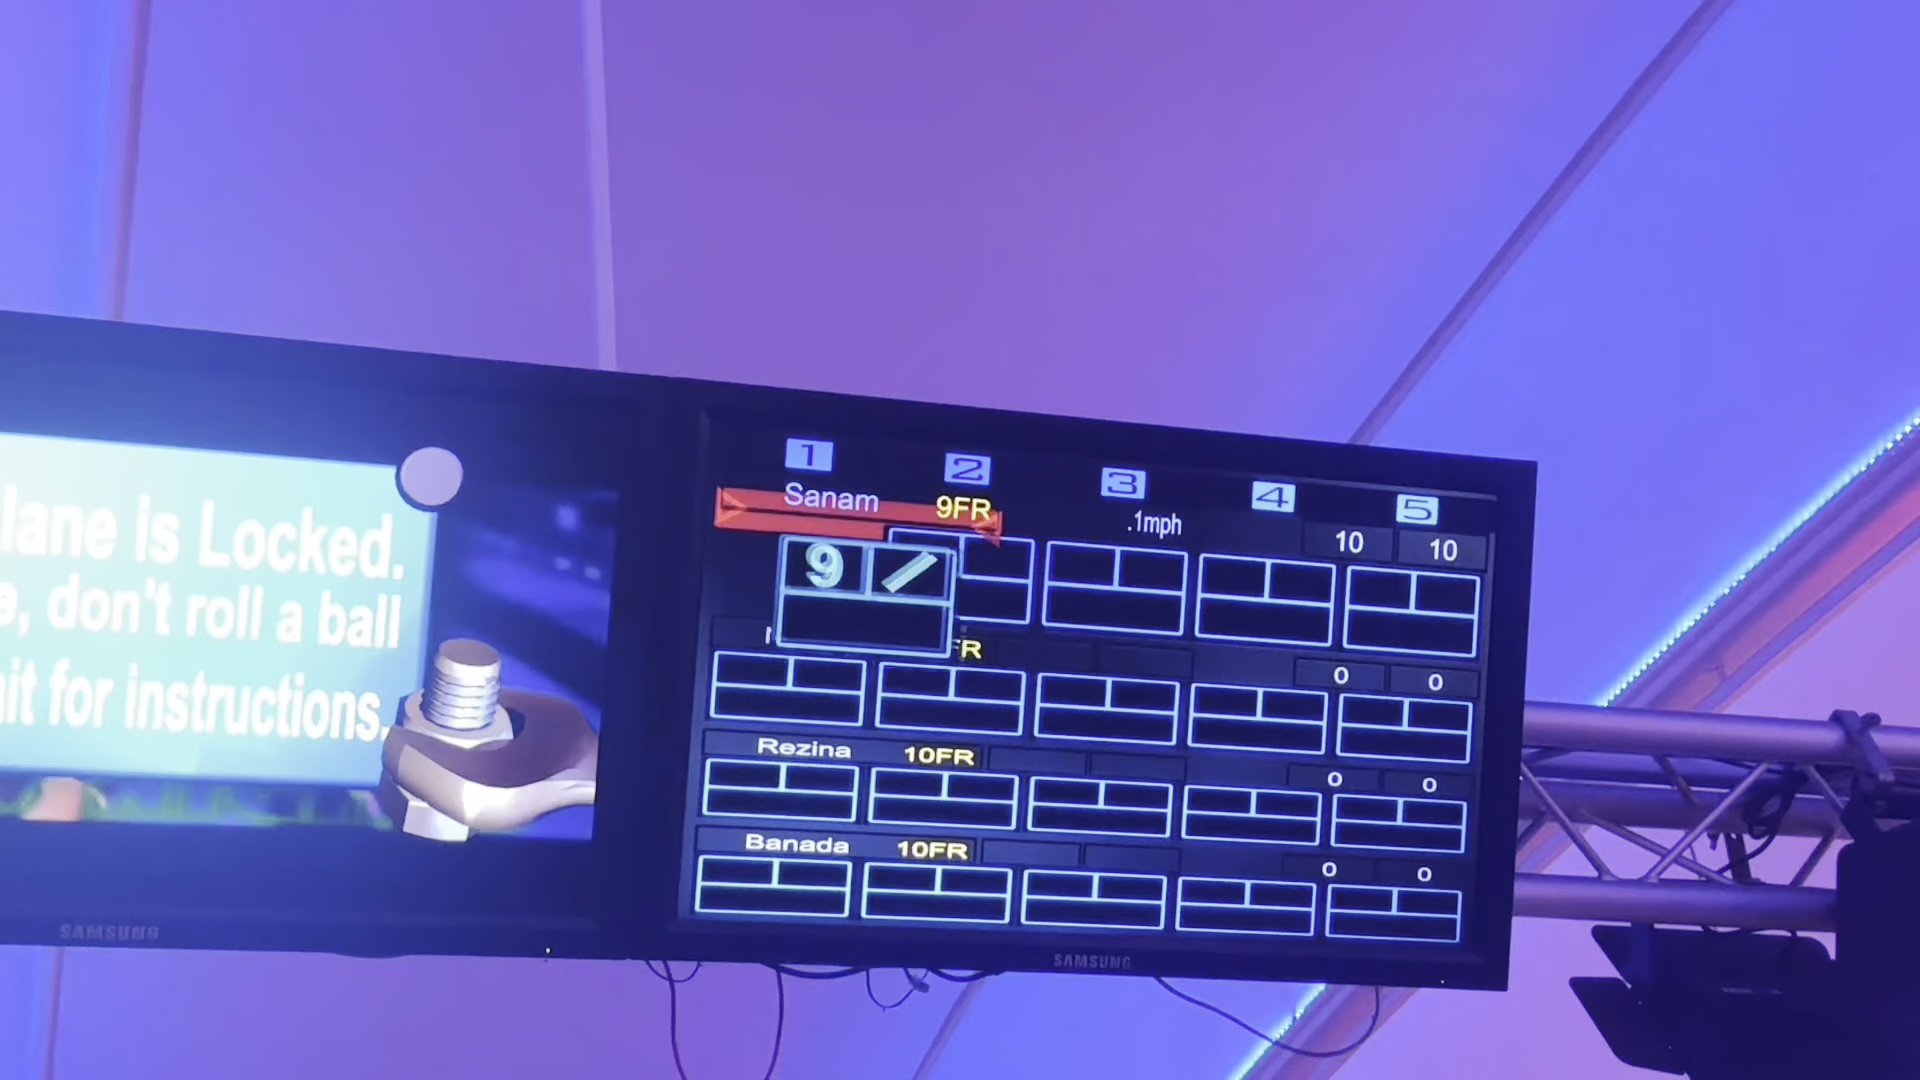 lane is Locked.
don't roll a ball
for instructions.
SAMSUNG
1 2 3 4 5
Sanam 9FR .1mph 10 10
9 /
FR 0 0
Rezina 10FR 0 0
Banada 10FR 0 0
SAMSUNG